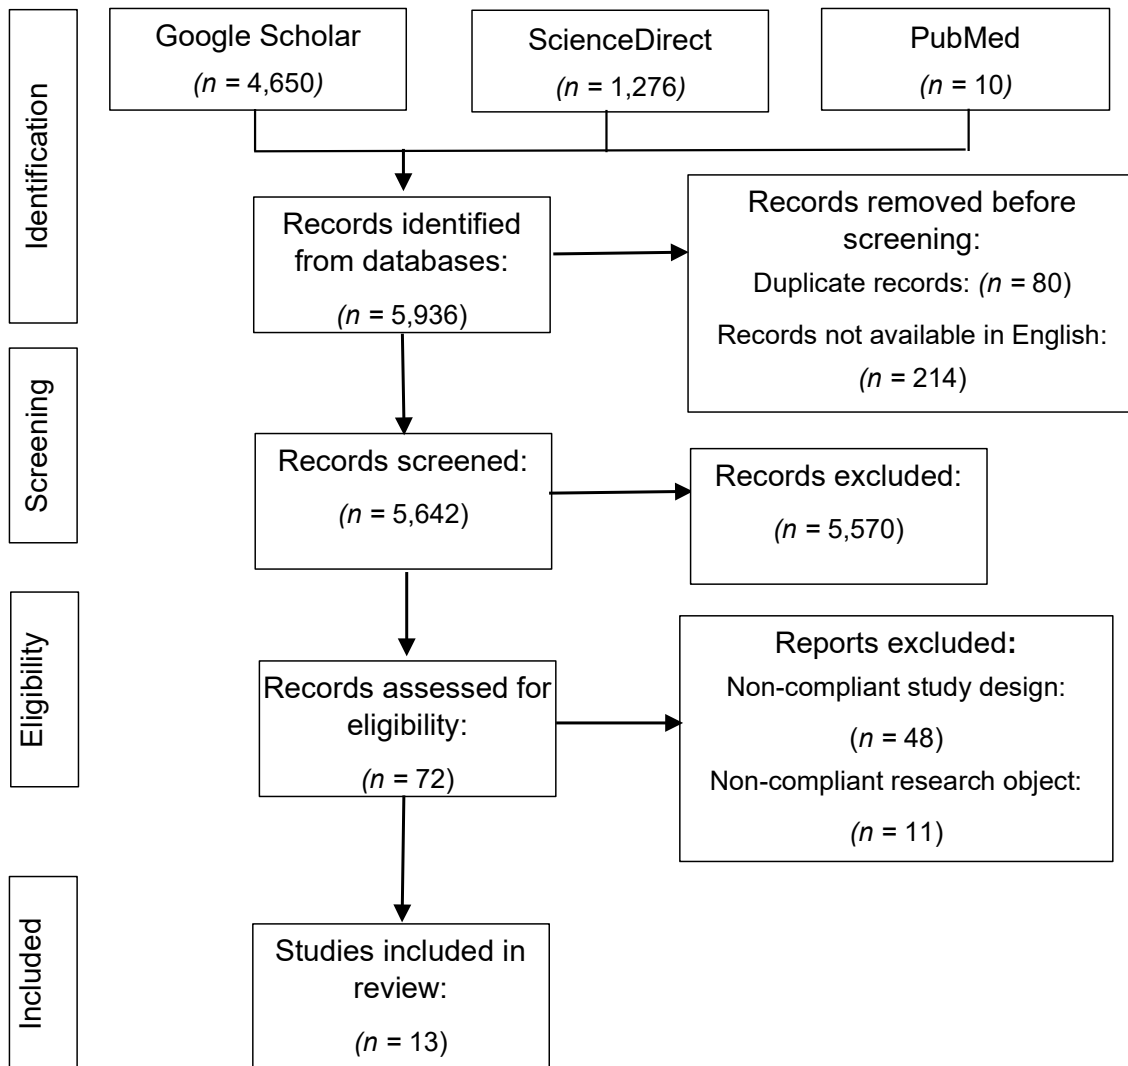 Identification
Google Scholar
(n = 4,650)
ScienceDirect
(n = 1,276)
PubMed
(n = 10)
Records identified
from databases:
(n = 5,936)
Records removed before
screening:
Duplicate records: (n = 80)
Records not available in English:
(n = 214)
Screening
Records screened:
(n = 5,642)
Records excluded:
(n = 5,570)
Eligibility
Records assessed for
eligibility:
(n = 72)
Reports excluded:
Non-compliant study design:
(n = 48)
Non-compliant research object:
(n = 11)
Included
Studies included in
review:
(n = 13)